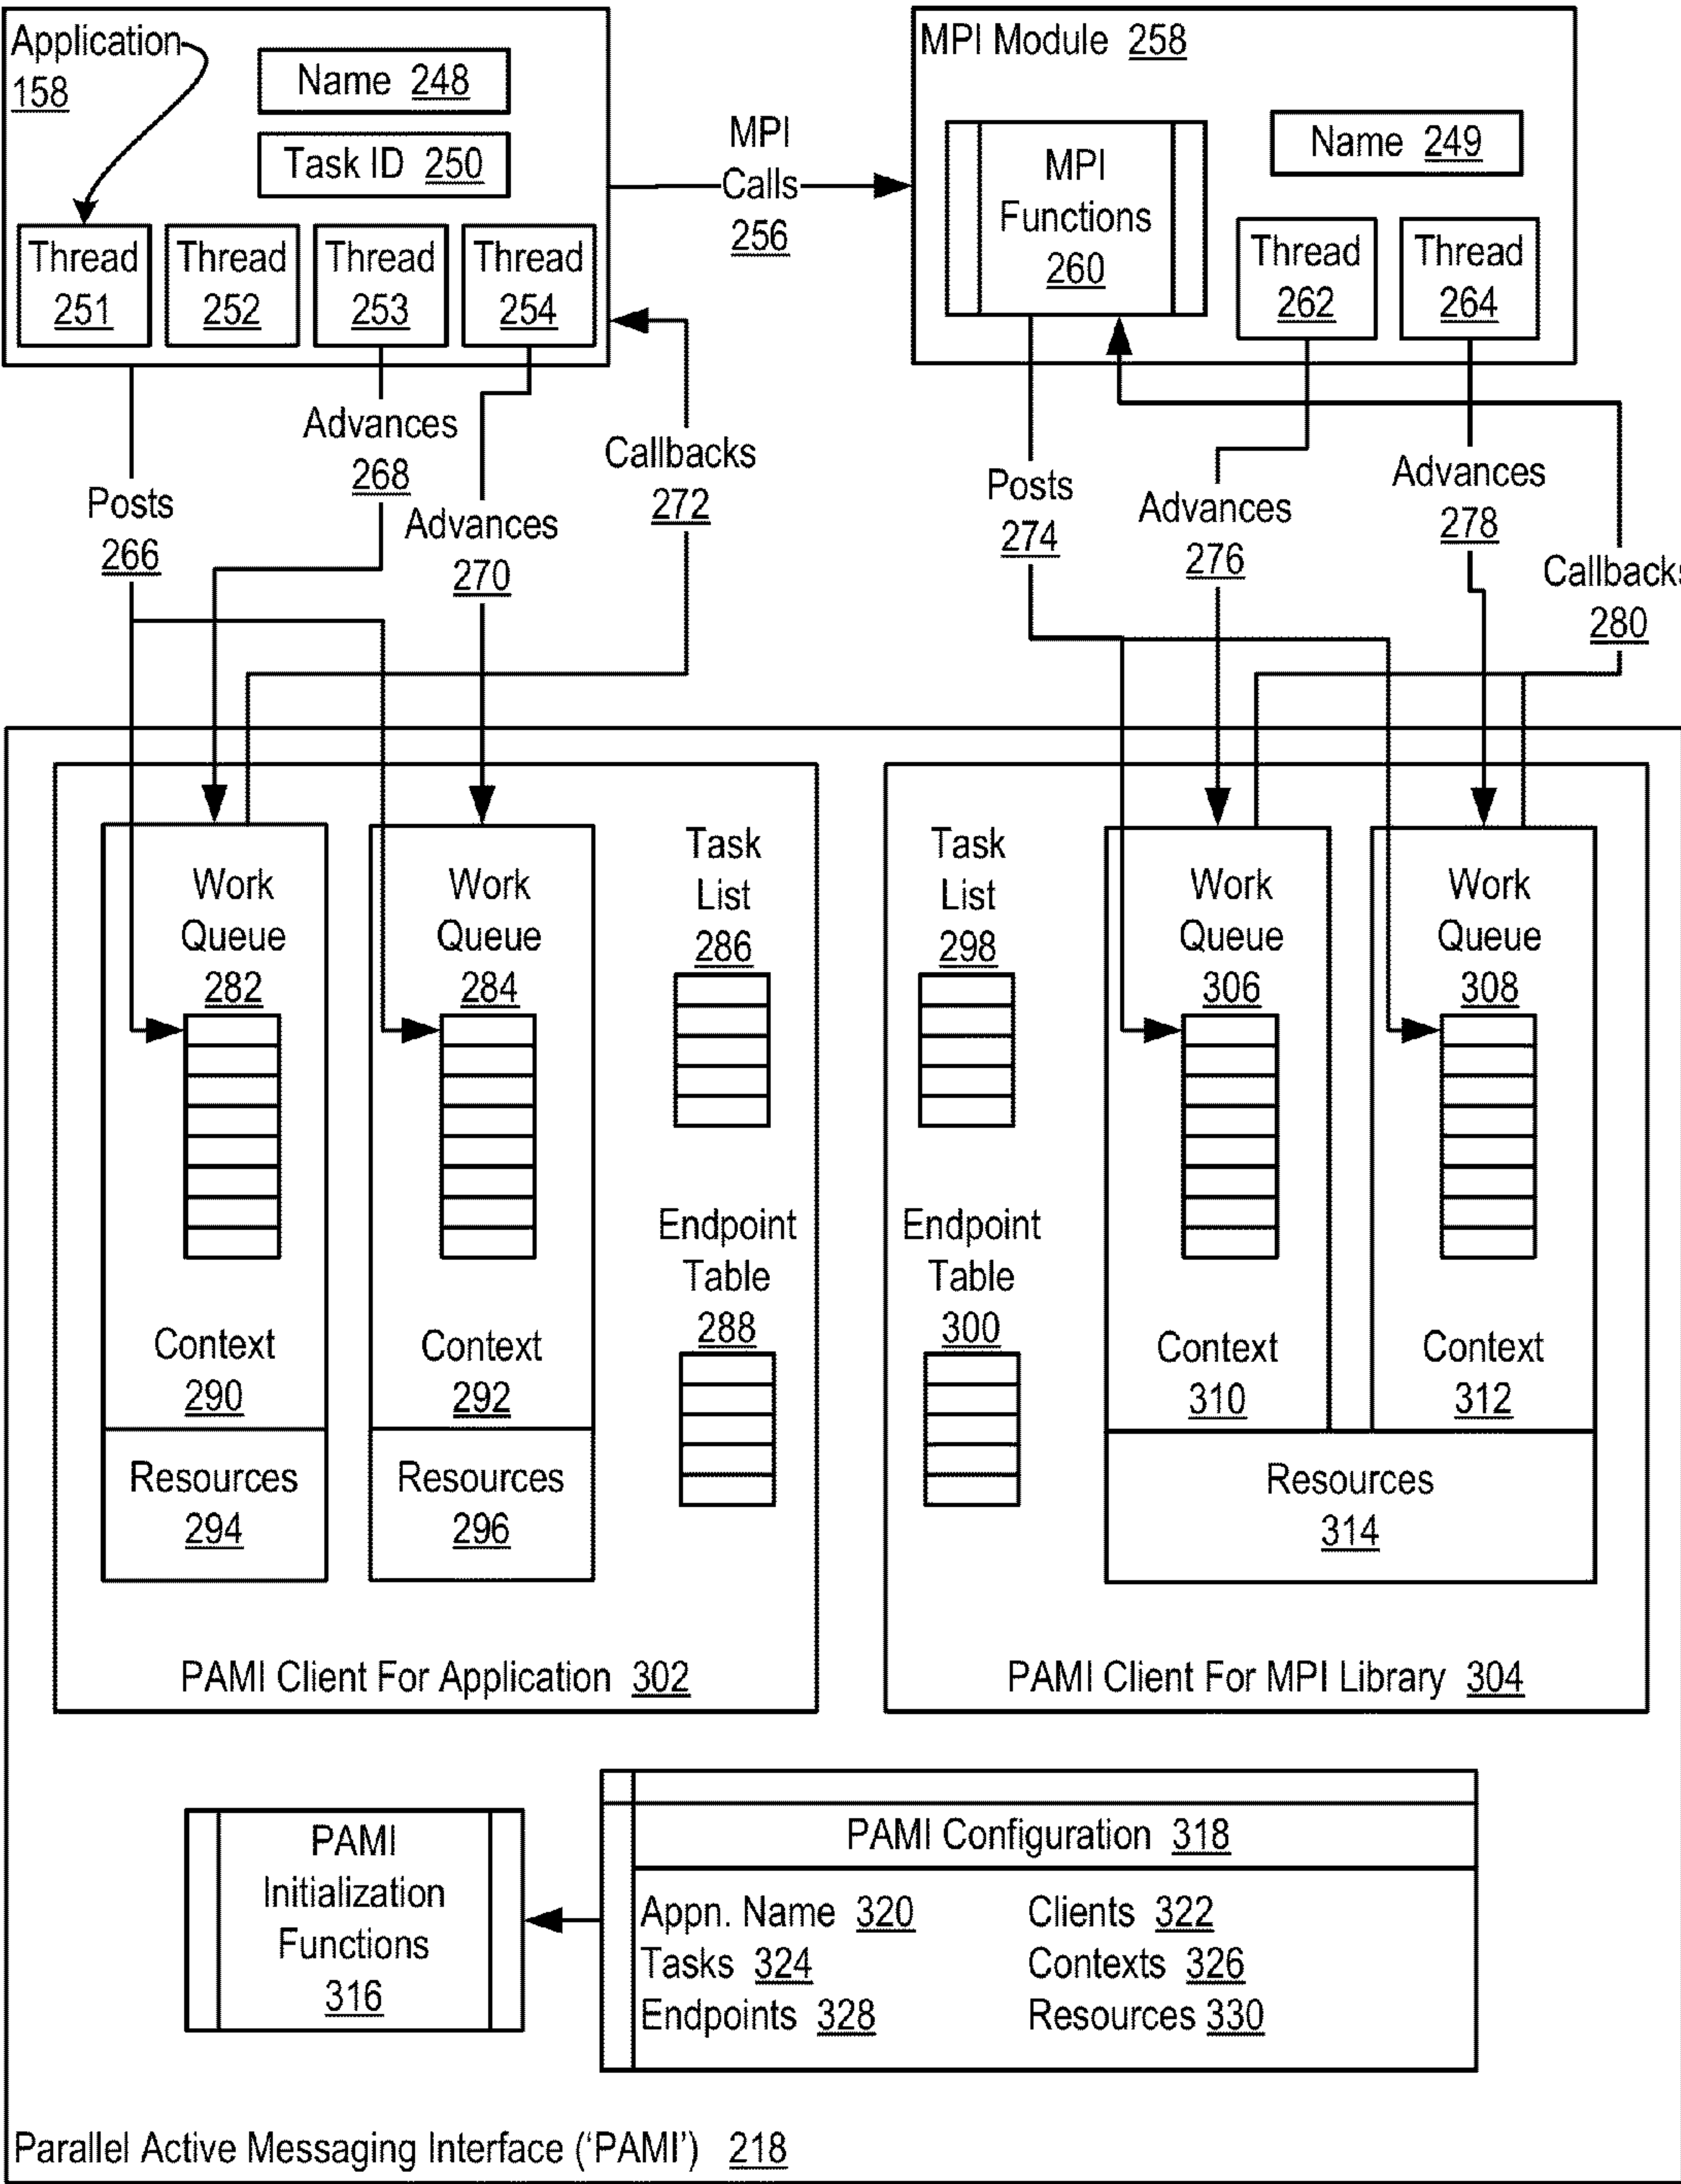 Application
158
Name 248
Task ID 250
Thread
251
Thread
252
Thread
253
Thread
254
MPI
Calls
256
MPI Module 258
MPI
Functions
260
Name 249
Thread
262
Thread
264
Posts
266
Advances
268
Advances
270
Callbacks
272
Posts
274
Advances
276
Advances
278
Callbacks
280
Work
Queue
282
Context
290
Resources
294
Work
Queue
284
Context
292
Resources
296
Task
List
286
Endpoint
Table
288
PAMI Client For Application 302
Task
List
298
Endpoint
Table
300
Work
Queue
306
Context
310
Work
Queue
308
Context
312
Resources
314
PAMI Client For MPI Library 304
PAMI
Initialization
Functions
316
PAMI Configuration 318
Appn. Name 320 Clients 322
Tasks 324 Contexts 326
Endpoints 328 Resources 330
Parallel Active Messaging Interface (‘PAMI’) 218